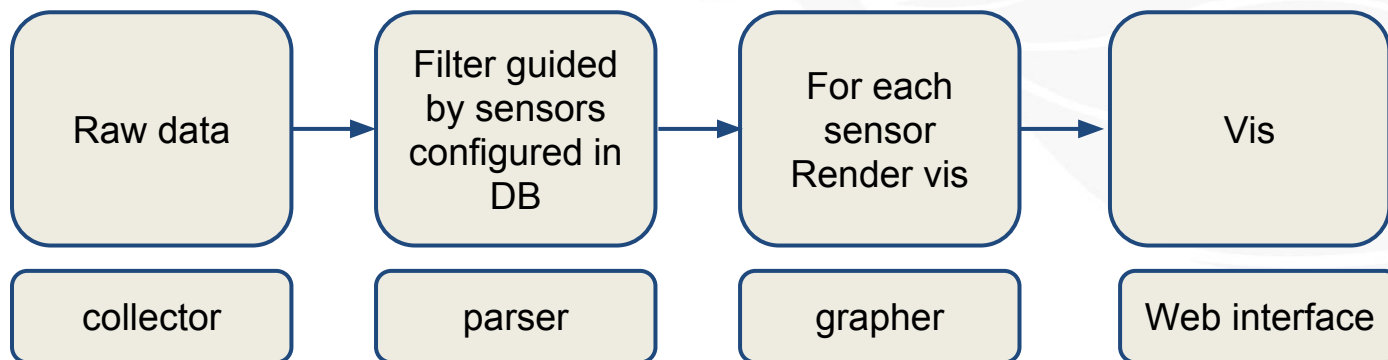 Raw data
Filter guided
by sensors
configured in
DB
For each
sensor
Render vis
Vis
collector
parser
grapher
Web interface